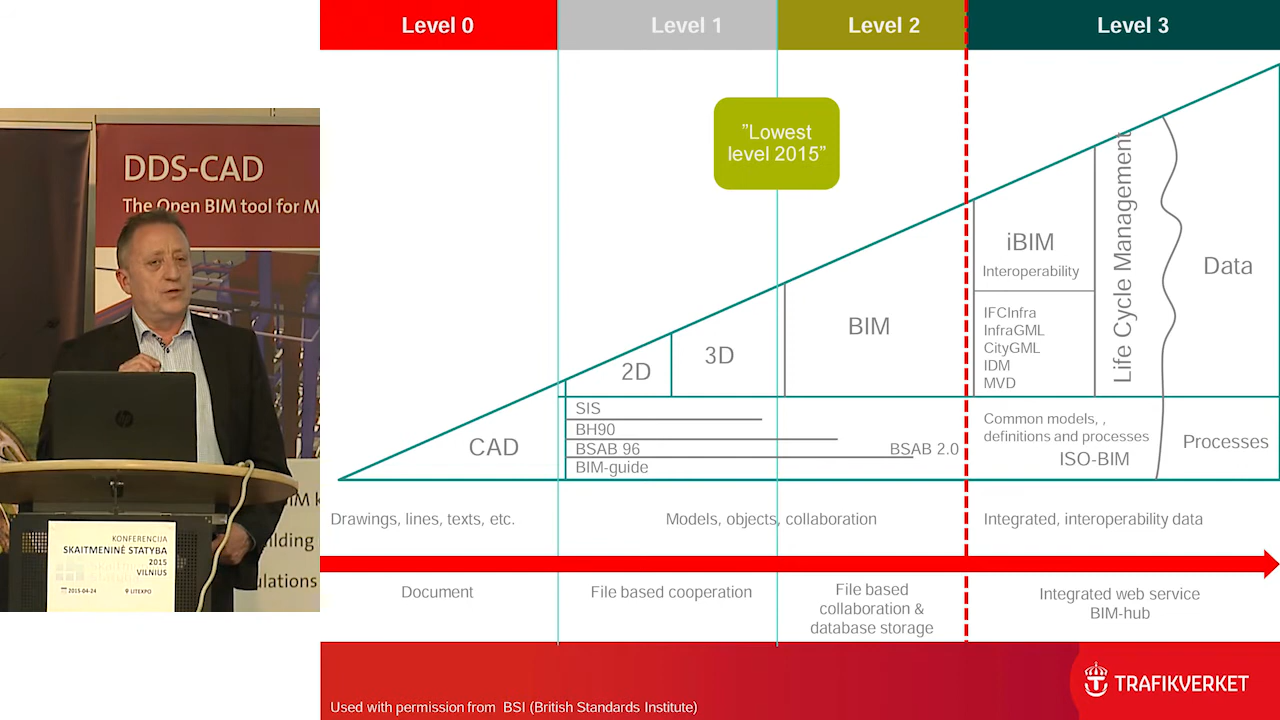 Level 0
Level 1
Level 2
Level 3
"Lowest
level 2015"
DDS-CAD
The Open BIM tool for M
iBIM
Interoperability
Life Cycle Management
Data
IFCInfra
InfraGML
CityGML
IDM
MVD
BIM
3D
2D
CAD
SIS
BH90
BSAB 96
BSAB 2.0
BIM-guide
Common models, ,
definitions and processes
ISO-BIM
Processes
Drawings, lines, texts, etc.
Models, objects, collaboration
Integrated, interoperability data
Document
File based cooperation
File based
collaboration &
database storage
Integrated web service
BIM-hub
hp
IM k
ilding
ulations
KONFERENCIJA
SKAITMENINĖ STATYBA
2015
VILNIUS
2015-04-24
LITEXPO
TRAFIKVERKET
Used with permission from BSI (British Standards Institute)